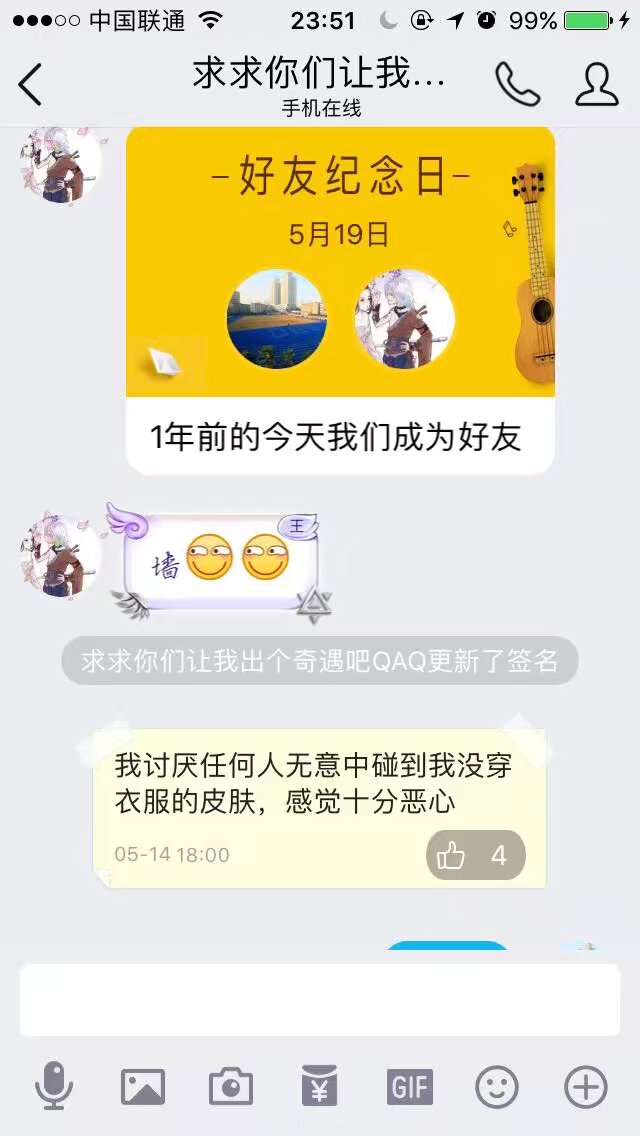 中国联通
23:51
99%
求求你们让我...
手机在线
-好友纪念日-
5月19日
1年前的今天我们成为好友
墙
王
求求你们让我出个奇遇吧QAQ更新了签名
我讨厌任何人无意中碰到我没穿
衣服的皮肤，感觉十分恶心
05-14 18:00
4
¥
GIF